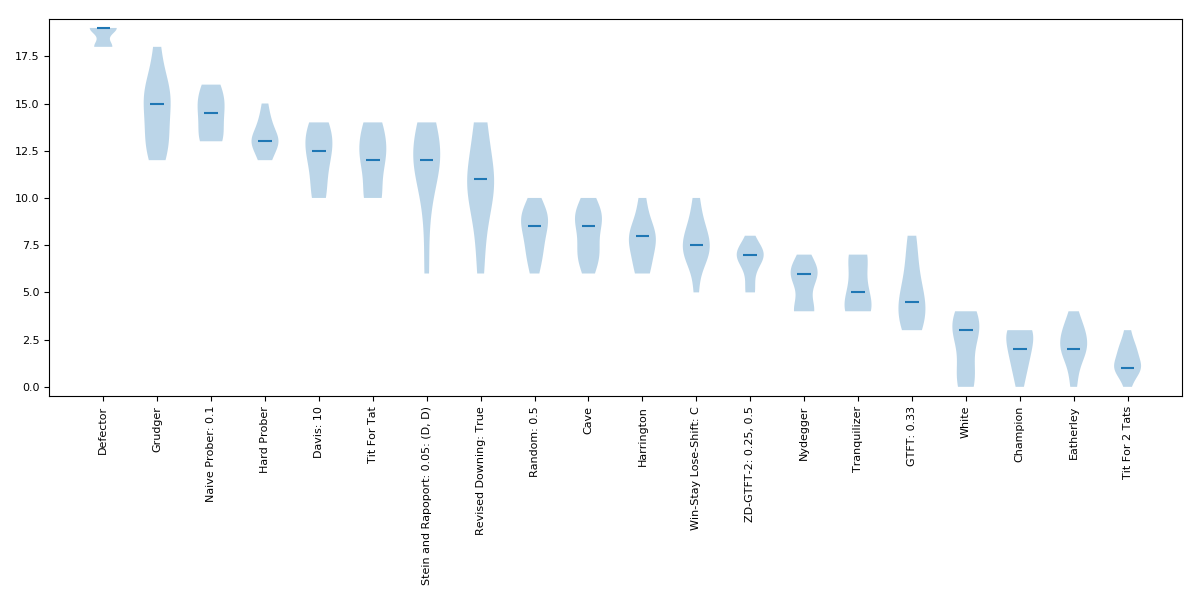 17.5
15.0
12.5
10.0
7.5
5.0
2.5
0.0
Defector
Grudger
Naive Prober: 0.1
Hard Prober
Davis: 10
Tit For Tat
Stein and Rapoport: 0.05: (D, D)
Revised Downing: True
Random: 0.5
Cave
Harrington
Win-Stay Lose-Shift: C
ZD-GTFT-2: 0.25, 0.5
Nydegger
Tranquilizer
GTFT: 0.33
White
Champion
Eatherley
Tit For 2 Tats